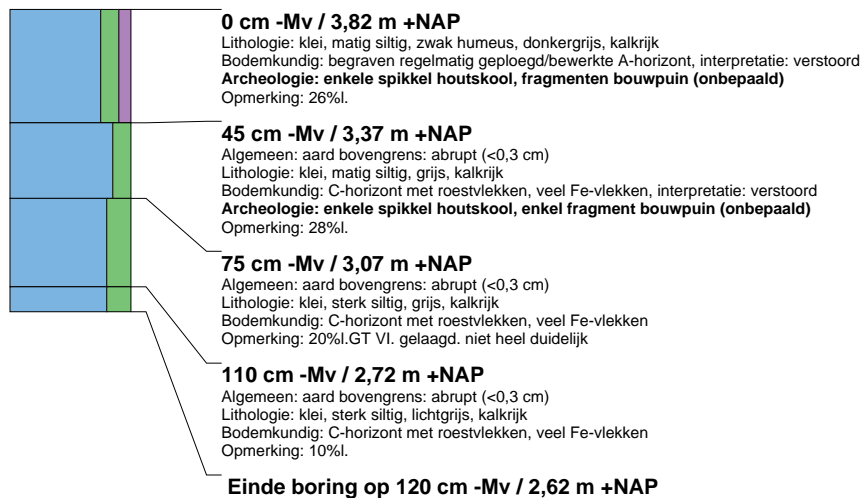 0 cm -Mv / 3,82 m +NAP
Lithologie: klei, matig siltig, zwak humeus, donkergrijs, kalkrijk
Bodemkundig: begraven regelmatig geploegd/bewerkte A-horizont, interpretatie: verstoord
Archeologie: enkele spikkel houtskool, fragmenten bouwpuin (onbepaald)
Opmerking: 26%l.
45 cm -Mv / 3,37 m +NAP
Algemeen: aard bovengrens: abrupt (<0,3 cm)
Lithologie: klei, matig siltig, grijs, kalkrijk
Bodemkundig: C-horizont met roestvlekken, veel Fe-vlekken, interpretatie: verstoord
Archeologie: enkele spikkel houtskool, enkel fragment bouwpuin (onbepaald)
Opmerking: 28%l.
75 cm -Mv / 3,07 m +NAP
Algemeen: aard bovengrens: abrupt (<0,3 cm)
Lithologie: klei, sterk siltig, grijs, kalkrijk
Bodemkundig: C-horizont met roestvlekken, veel Fe-vlekken
Opmerking: 20%l.GT VI. gelaagd. niet heel duidelijk
110 cm -Mv / 2,72 m +NAP
Algemeen: aard bovengrens: abrupt (<0,3 cm)
Lithologie: klei, sterk siltig, lichtgrijs, kalkrijk
Bodemkundig: C-horizont met roestvlekken, veel Fe-vlekken
Opmerking: 10%l.
Einde boring op 120 cm -Mv / 2,62 m +NAP